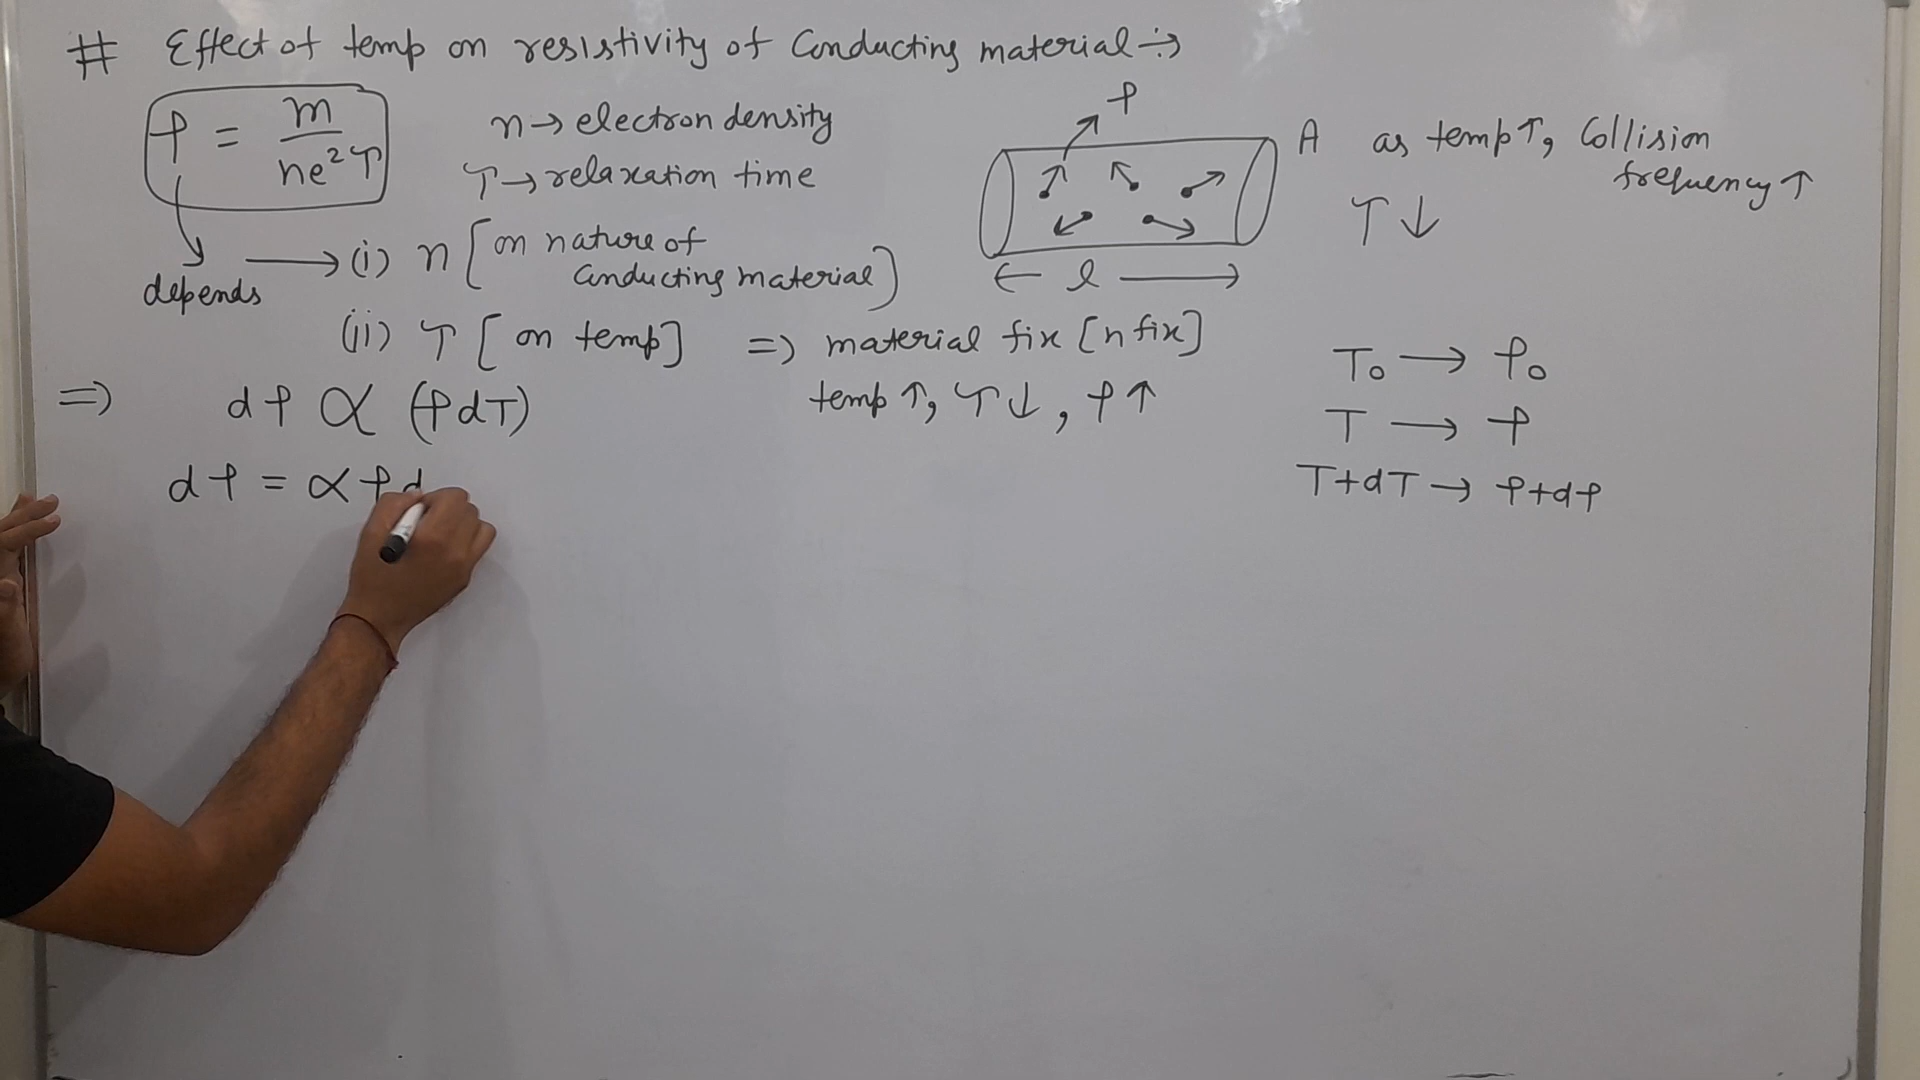 # Effect of temp on resistivity of Conducting material ÷>
ρ = m / ne²τ
n → electron density
τ → relaxation time
depends → (i) n [on nature of
Conducting material]
(ii) τ [on temp] ⇒ material fix [n fix]
temp ↑, τ ↓, ρ ↑
ρ
A
← l →
as temp ↑, Collision
frequency ↑
τ ↓
T₀ → ρ₀
T → ρ
T+dT → ρ+dρ
⇒ dρ ∝ (ρdT)
dρ = αρd